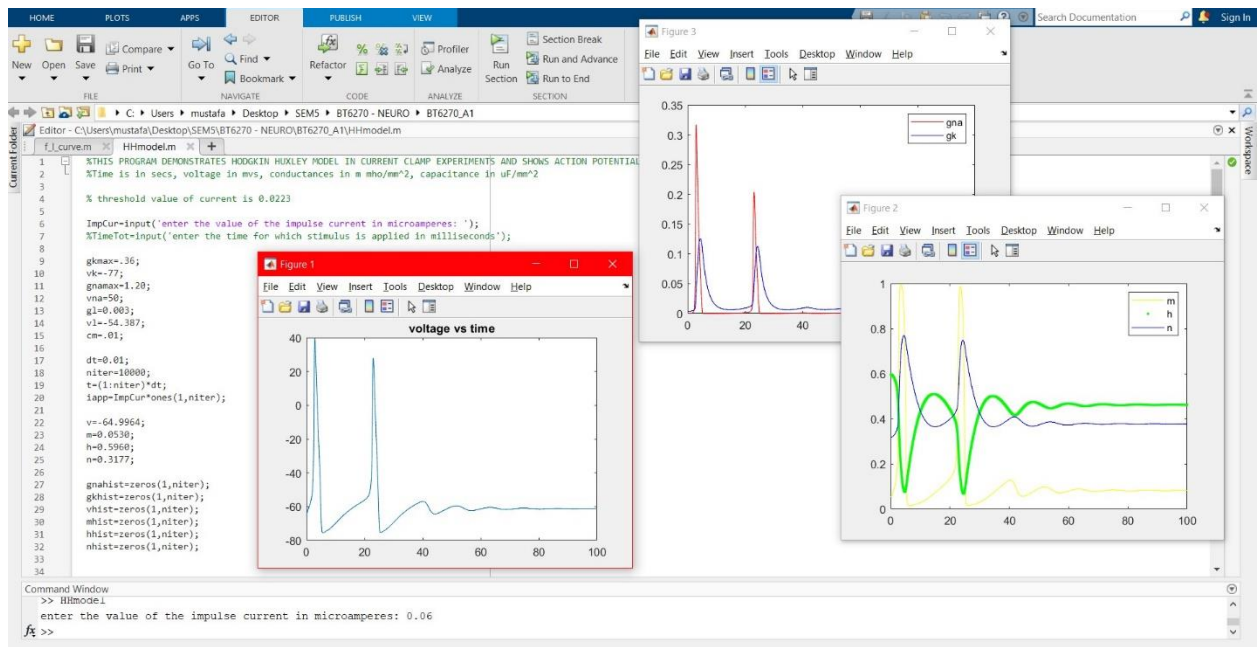 HOME PLOTS APPS EDITOR PUBLISH VIEW
Search Documentation
Sign In
New Open Save
Compare
Print
Go To
Find
Bookmark
Refactor
Profiler
Analyze
Run Section
Section Break
Run and Advance
Run to End
FILE NAVIGATE CODE ANALYZE SECTION
C: Users mustafa Desktop SEM5 BT6270 - NEURO BT6270_A1
Current Folder
Workspace
Editor - C:\Users\mustafa\Desktop\SEM5\BT6270 - NEURO\BT6270_A1\HHmodel.m
f_I_curve.m HHmodel.m
1 %THIS PROGRAM DEMONSTRATES HODGKIN HUXLEY MODEL IN CURRENT CLAMP EXPERIMENTS AND SHOWS ACTION POTENTIAL
2 %Time is in secs, voltage in mvs, conductances in m mho/mm^2, capacitance in uF/mm^2
3
4 % threshold value of current is 0.0223
5
6 ImpCur=input('enter the value of the impulse current in microamperes: ');
7 %TimeTot=input('enter the time for which stimulus is applied in milliseconds');
8
9 gkmax=.36;
10 vk=-77;
11 gnamax=1.20;
12 vna=50;
13 gl=0.003;
14 vl=-54.387;
15 cm=.01;
16
17 dt=0.01;
18 niter=10000;
19 t=(1:niter)*dt;
20 iapp=ImpCur*ones(1,niter);
21
22 v=-64.9964;
23 m=0.0530;
24 h=0.5960;
25 n=0.3177;
26
27 gnahist=zeros(1,niter);
28 gkhist=zeros(1,niter);
29 vhist=zeros(1,niter);
30 mhist=zeros(1,niter);
31 hhist=zeros(1,niter);
32 nhist=zeros(1,niter);
33
34
Figure 1
File Edit View Insert Tools Desktop Window Help
voltage vs time
40
20
0
-20
-40
-60
-80
0 20 40 60 80 100
Figure 3
File Edit View Insert Tools Desktop Window Help
0.35
0.3
0.25
0.2
0.15
0.1
0.05
0
0 20 40
gna
gk
Figure 2
File Edit View Insert Tools Desktop Window Help
1
0.8
0.6
0.4
0.2
0
0 20 40 60 80 100
m
h
n
Command Window
>> HHmodel
enter the value of the impulse current in microamperes: 0.06
fx >>